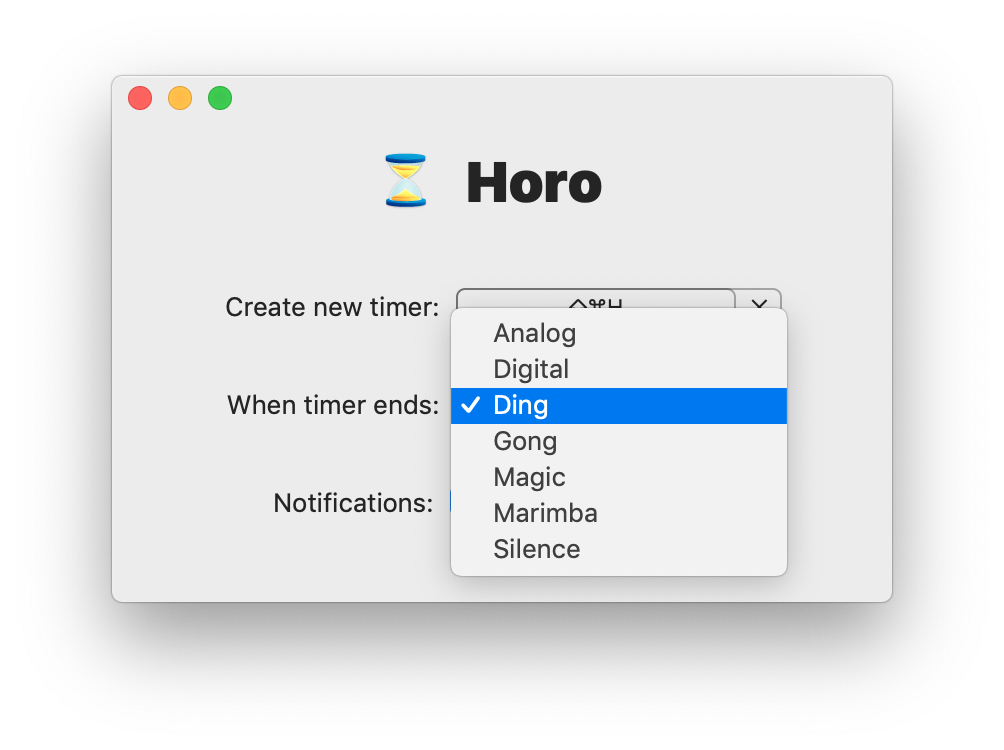 Horo
Create new timer:
Analog
Digital
When timer ends: ✓ Ding
Gong
Magic
Notifications:
Marimba
Silence